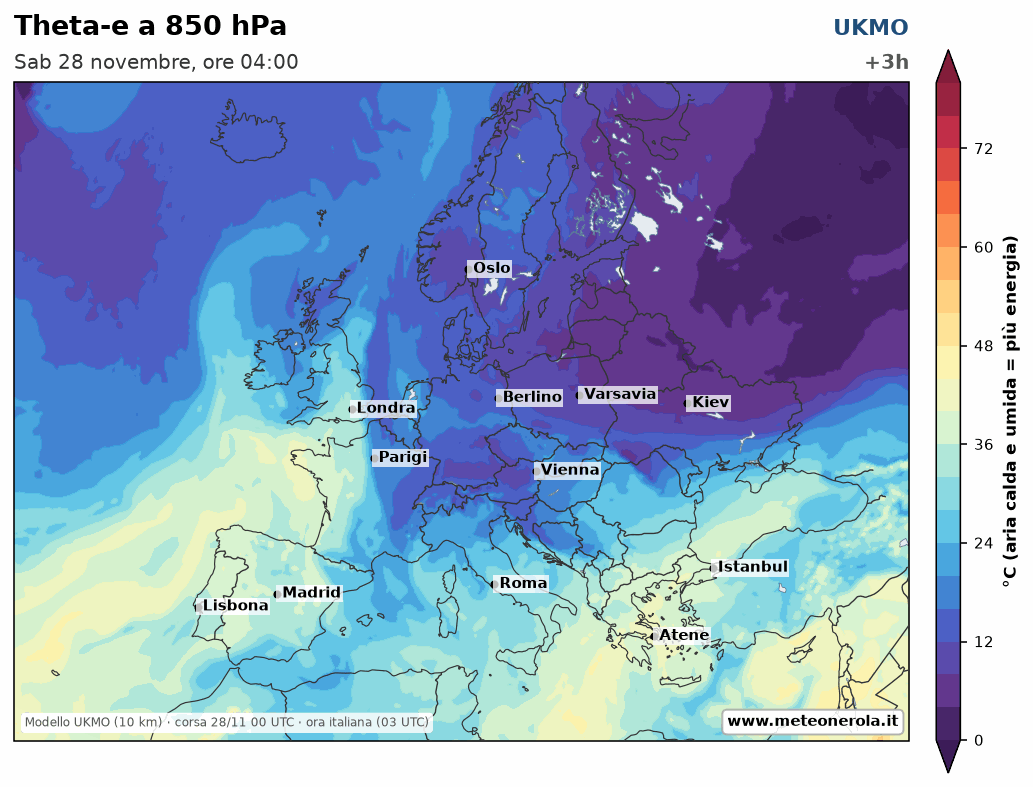 Theta-e a 850 hPa
UKMO
Sab 28 novembre, ore 04:00
+3h
72
60
48
36
24
12
0
°C (aria calda e umida = più energia)
Oslo
Berlino
Varsavia
Kiev
Londra
Parigi
Vienna
Istanbul
Roma
Madrid
Lisbona
Atene
Modello UKMO (10 km) · corsa 28/11 00 UTC · ora italiana (03 UTC)
www.meteonerola.it